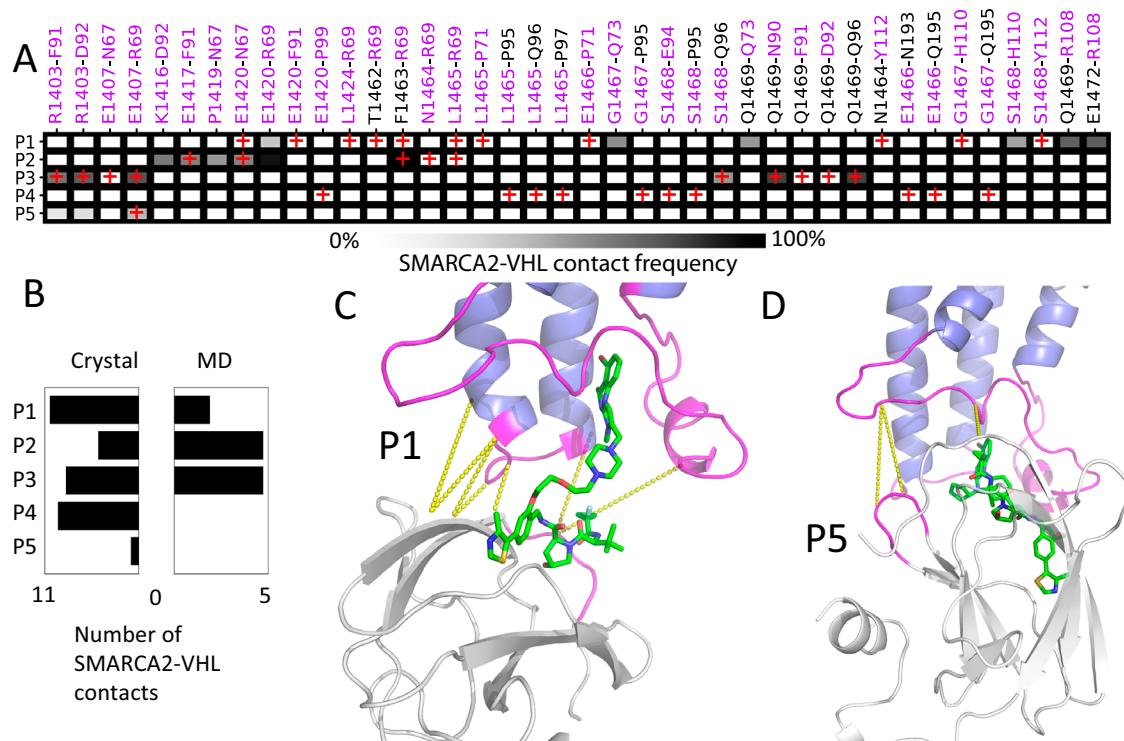 A
R1403-F91
R1403-D92
E1407-N67
E1407-R69
K1416-D92
E1417-F91
P1419-N67
E1420-N67
E1420-R69
E1420-F91
E1420-P99
L1424-R69
T1462-R69
F1463-R69
N1464-R69
L1465-R69
L1465-P71
L1465-P95
L1465-Q96
L1465-P97
E1466-P71
G1467-Q73
G1467-P95
S1468-E94
S1468-P95
S1468-Q96
Q1469-Q73
Q1469-N90
Q1469-F91
Q1469-D92
Q1469-Q96
N1464-Y112
E1466-N193
E1466-Q195
G1467-H110
G1467-Q195
S1468-H110
S1468-Y112
Q1469-R108
E1472-R108
P1
P2
P3
P4
P5
0% 100%
SMARCA2-VHL contact frequency
B
Crystal MD
P1
P2
P3
P4
P5
11 0 5
Number of
SMARCA2-VHL
contacts
C
P1
D
P5